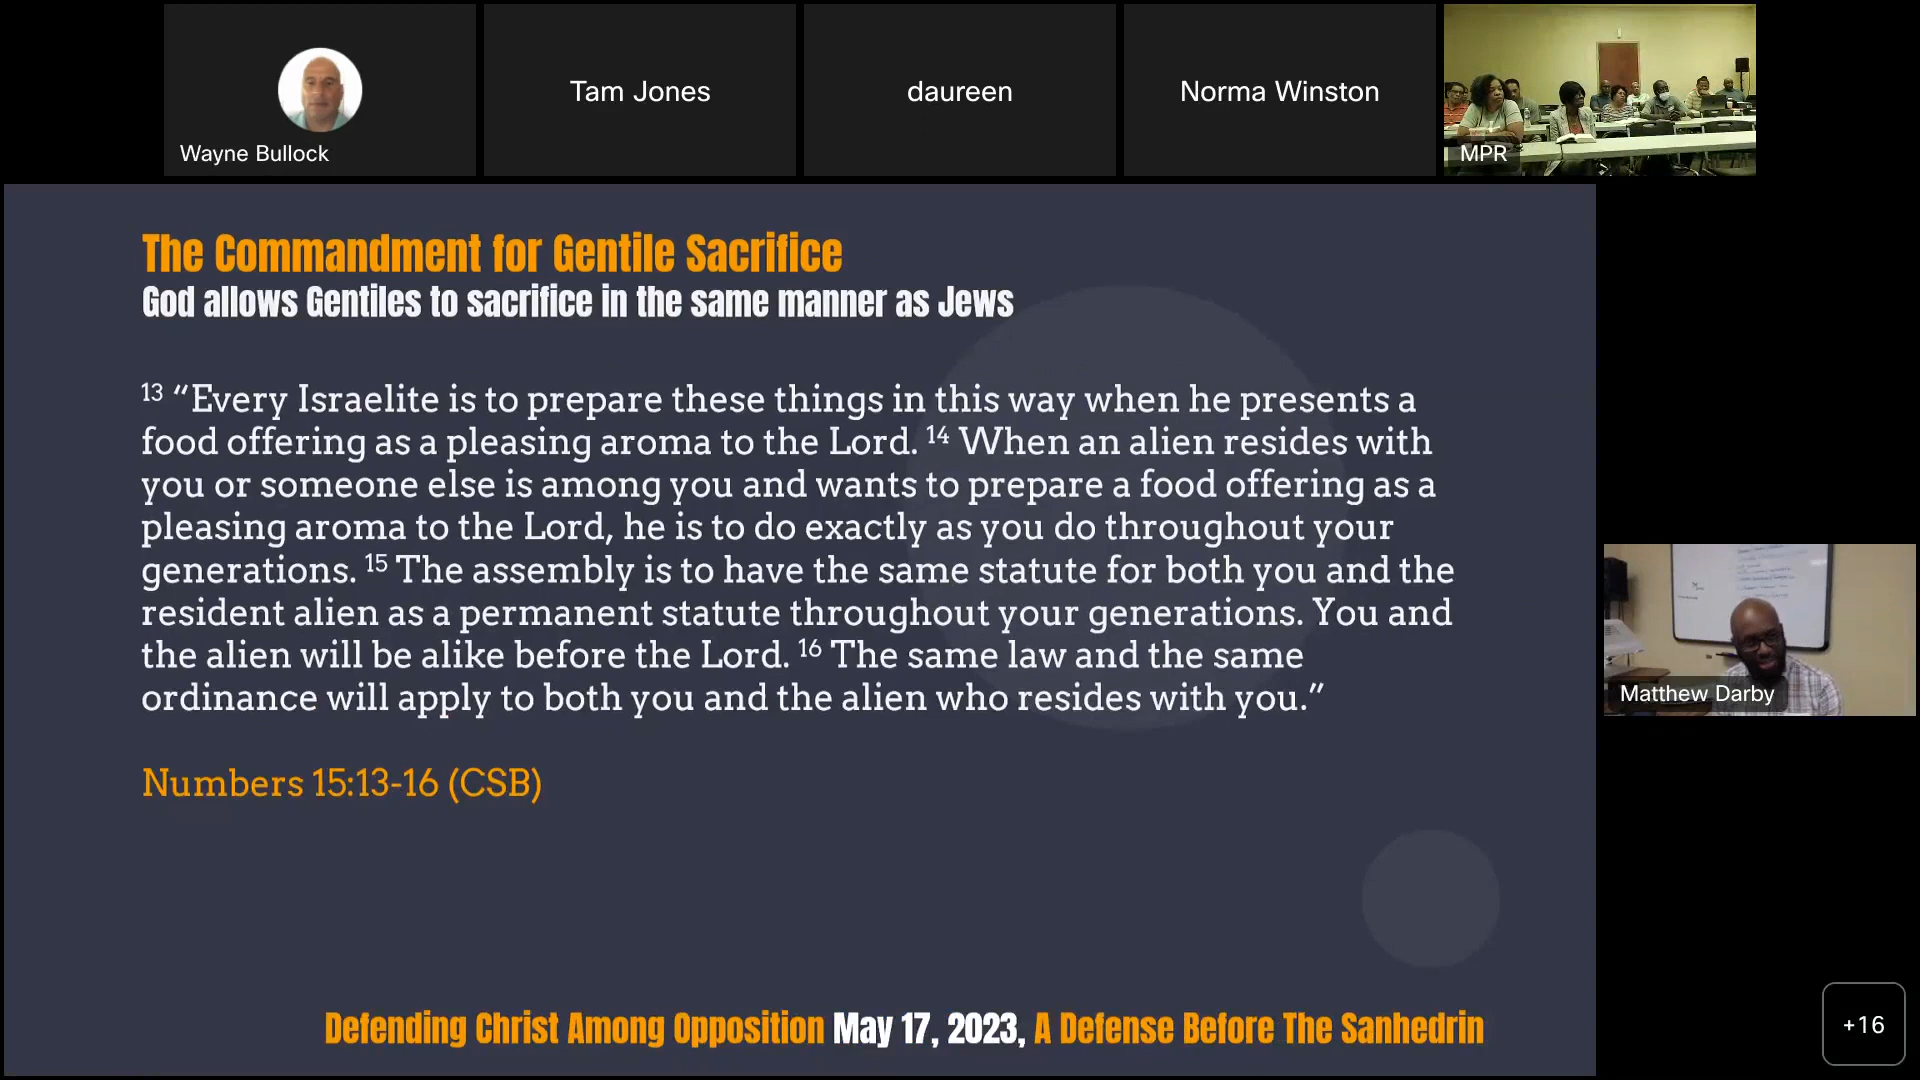 Wayne Bullock
Tam Jones
daureen
Norma Winston
MPR
The Commandment for Gentile Sacrifice
God allows Gentiles to sacrifice in the same manner as Jews
13 “Every Israelite is to prepare these things in this way when he presents a
food offering as a pleasing aroma to the Lord. 14 When an alien resides with
you or someone else is among you and wants to prepare a food offering as a
pleasing aroma to the Lord, he is to do exactly as you do throughout your
generations. 15 The assembly is to have the same statute for both you and the
resident alien as a permanent statute throughout your generations. You and
the alien will be alike before the Lord. 16 The same law and the same
ordinance will apply to both you and the alien who resides with you.”
Numbers 15:13-16 (CSB)
Matthew Darby
Defending Christ Among Opposition May 17, 2023, A Defense Before The Sanhedrin
+16